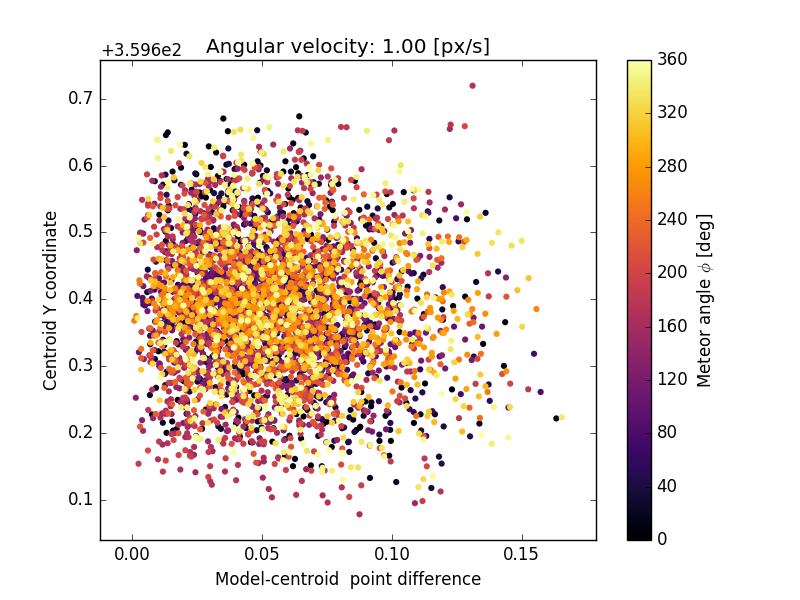 +3.596e2
Angular velocity: 1.00 [px/s]
0.7
0.6
0.5
0.4
0.3
0.2
0.1
Centroid Y coordinate
0.00 0.05 0.10 0.15
Model-centroid  point difference
360
320
280
240
200
160
120
80
40
0
Meteor angle ϕ [deg]